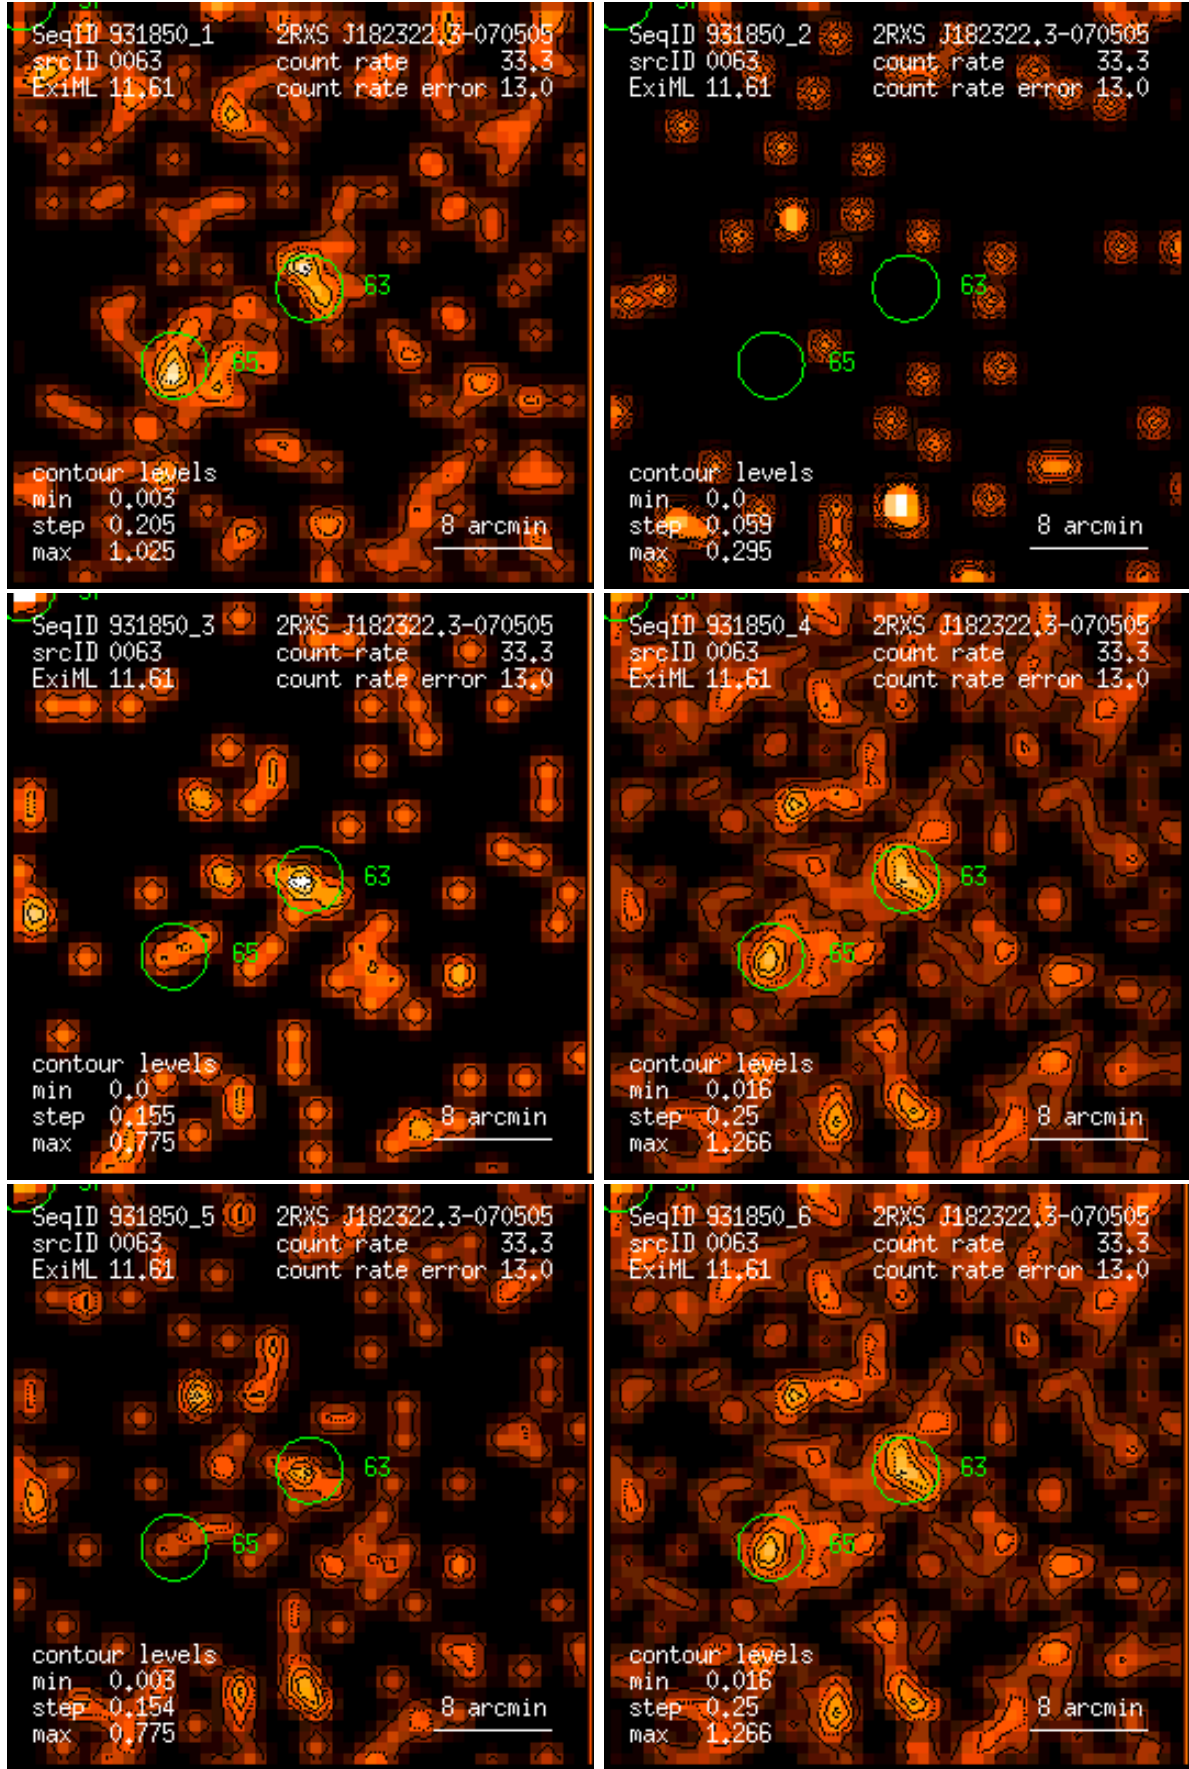 SeqID 931850_1 2RXS J182322.3-070505
srcID 0063 count rate 33.3
ExiML 11.61 count rate error 13.0
63
65
contour levels
min 0.003
step 0.205 8 arcmin
max 1.025
SeqID 931850_2 2RXS J182322.3-070505
srcID 0063 count rate 33.3
ExiML 11.61 count rate error 13.0
63
65
contour levels
min 0.0
step 0.059 8 arcmin
max 0.295
SeqID 931850_3 2RXS J182322.3-070505
srcID 0063 count rate 33.3
ExiML 11.61 count rate error 13.0
63
65
contour levels
min 0.0
step 0.155 8 arcmin
max 0.775
SeqID 931850_4 2RXS J182322.3-070505
srcID 0063 count rate 33.3
ExiML 11.61 count rate error 13.0
63
65
contour levels
min 0.016
step 0.25 8 arcmin
max 1.266
SeqID 931850_5 2RXS J182322.3-070505
srcID 0063 count rate 33.3
ExiML 11.61 count rate error 13.0
63
65
contour levels
min 0.003
step 0.154 8 arcmin
max 0.775
SeqID 931850_6 2RXS J182322.3-070505
srcID 0063 count rate 33.3
ExiML 11.61 count rate error 13.0
63
65
contour levels
min 0.016
step 0.25 8 arcmin
max 1.266